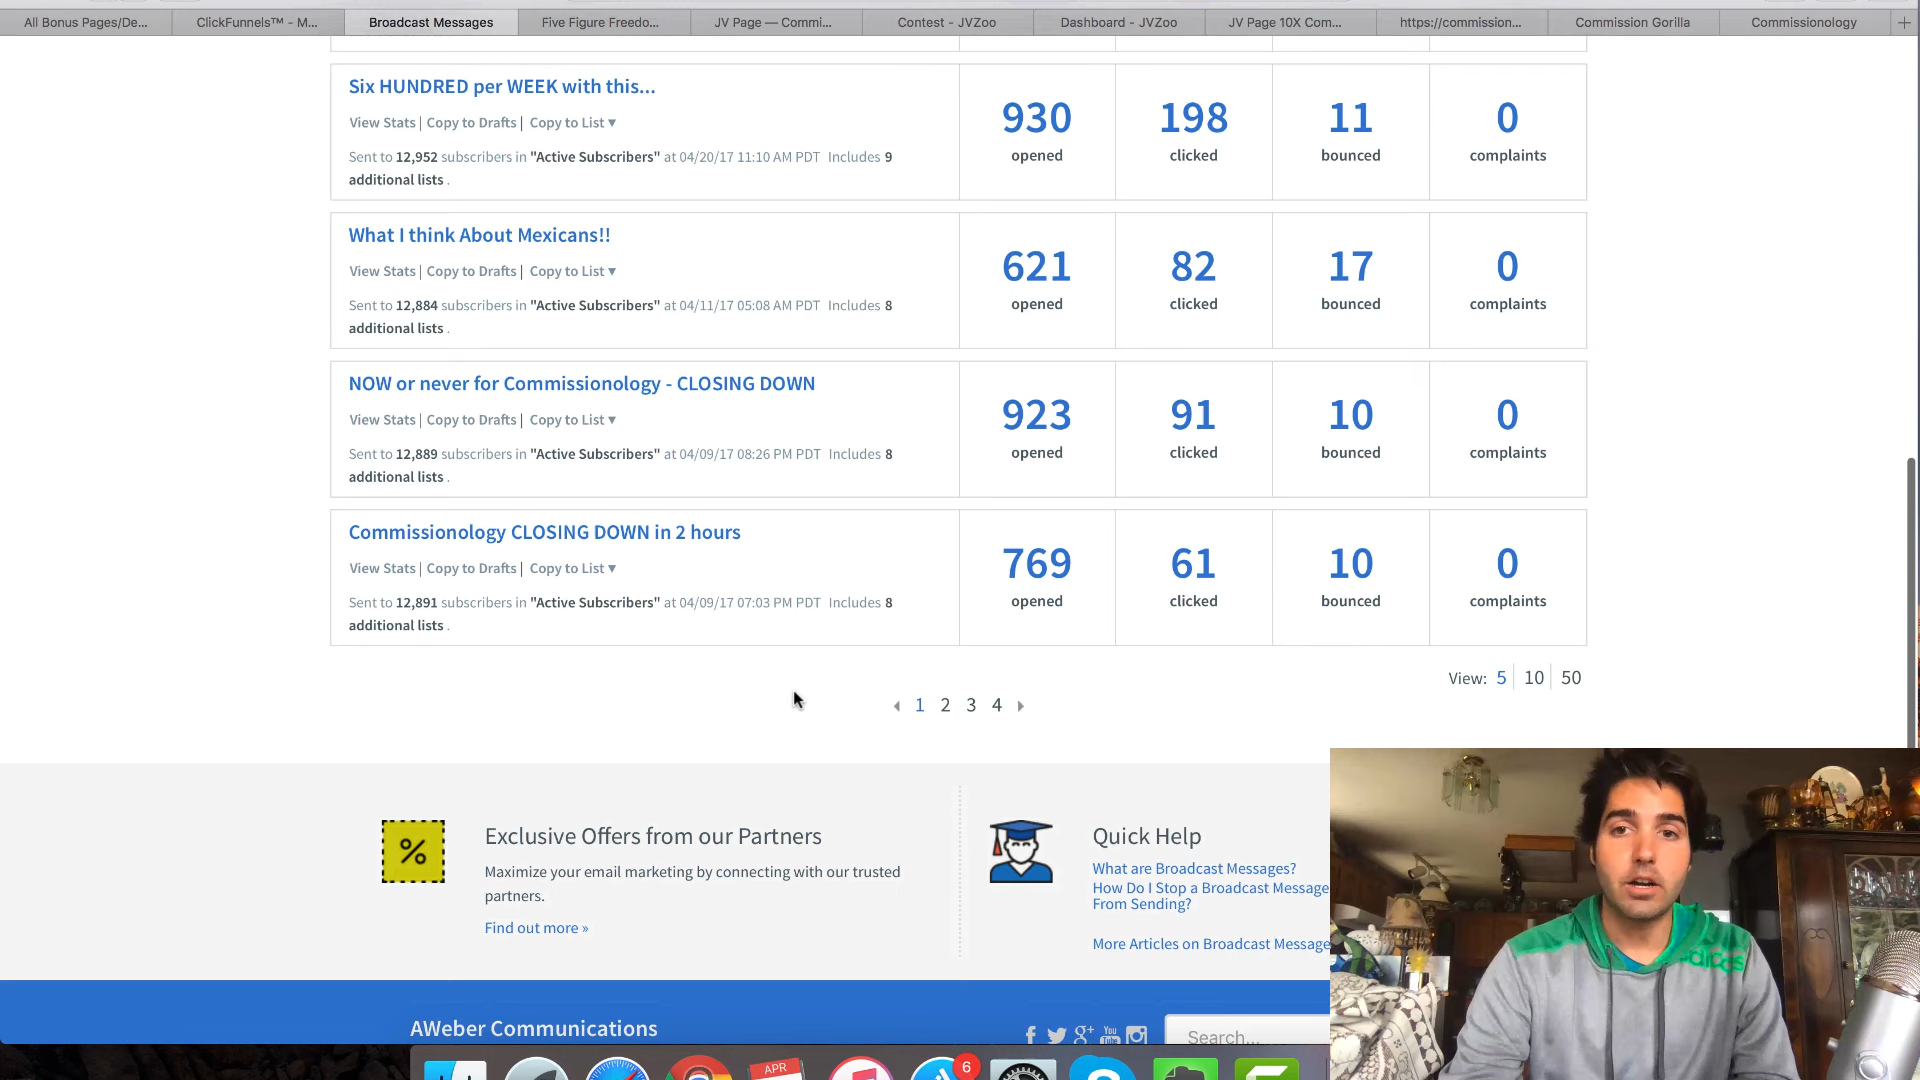 All Bonus Pages/De... ClickFunnels™ - M... Broadcast Messages Five Figure Freedo... JV Page — Commi... Contest - JVZoo Dashboard - JVZoo JV Page 10X Com... https://commission... Commission Gorilla Commissionology +
Six HUNDRED per WEEK with this...
View Stats | Copy to Drafts | Copy to List ▾
Sent to 12,952 subscribers in "Active Subscribers" at 04/20/17 11:10 AM PDT Includes 9
additional lists .
930 198 11 0
opened clicked bounced complaints
What I think About Mexicans!!
View Stats | Copy to Drafts | Copy to List ▾
Sent to 12,884 subscribers in "Active Subscribers" at 04/11/17 05:08 AM PDT Includes 8
additional lists .
621 82 17 0
opened clicked bounced complaints
NOW or never for Commissionology - CLOSING DOWN
View Stats | Copy to Drafts | Copy to List ▾
Sent to 12,889 subscribers in "Active Subscribers" at 04/09/17 08:26 PM PDT Includes 8
additional lists .
923 91 10 0
opened clicked bounced complaints
Commissionology CLOSING DOWN in 2 hours
View Stats | Copy to Drafts | Copy to List ▾
Sent to 12,891 subscribers in "Active Subscribers" at 04/09/17 07:03 PM PDT Includes 8
additional lists .
769 61 10 0
opened clicked bounced complaints
View: 5 10 50
1 2 3 4
%
Exclusive Offers from our Partners
Maximize your email marketing by connecting with our trusted
partners.
Find out more »
Quick Help
What are Broadcast Messages?
How Do I Stop a Broadcast Message
From Sending?
More Articles on Broadcast Message
adidas
AWeber Communications
Search...
APR
6